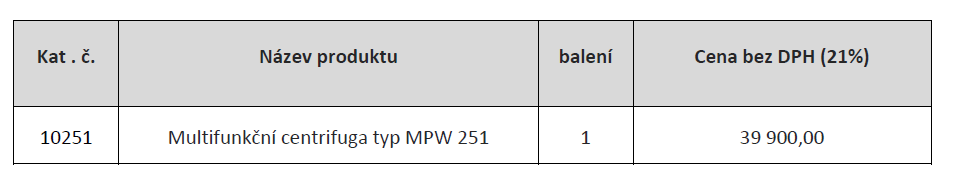 Kat . č. Název produktu balení Cena bez DPH (21%)
10251 Multifunkční centrifuga typ MPW 251 1 39 900,00